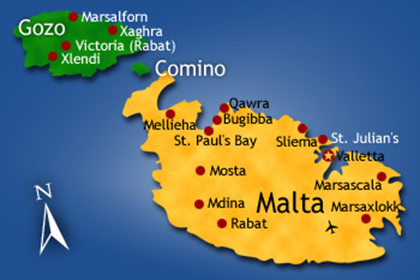 Marsalforn
Gozo
Xaghra
Victoria (Rabat)
Xlendi
Comino
Qawra
Mellieha
Bugibba
St. Paul's Bay
Sliema
St. Julian's
Valletta
Mosta
Marsascala
Mdina
Malta
Marsaxlokk
Rabat
N